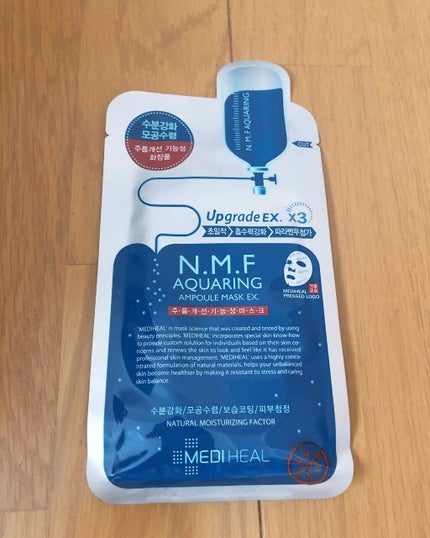 수분강화
모공수렴
주름개선 기능성
화장품
N.M.F AQUARING
CUT
Upgrade EX. x3
초밀착 흡수력강화 파라벤무첨가
N.M.F
AQUARING
AMPOULE MASK EX.
주·름·개·선·기·능·성·마·스·크
MEDIHEAL
PRESSED LOGO
'MEDIHEAL' is mask science that was created and tested by using
beauty principles. 'MEDIHEAL' incorporates special skin know-how
to provide custom solution for individuals based on their skin con-
cerns and renews the skin to look and feel like it has received
professional skin management. 'MEDIHEAL' uses a highly conc-
entrated formulation of natural materials, helps your unbalanced
skin become healthier by making it resistant to stress and caring
skin balance.
수분강화/모공수렴/보습코팅/피부청정
NATURAL MOISTURIZING FACTOR
MEDIHEAL